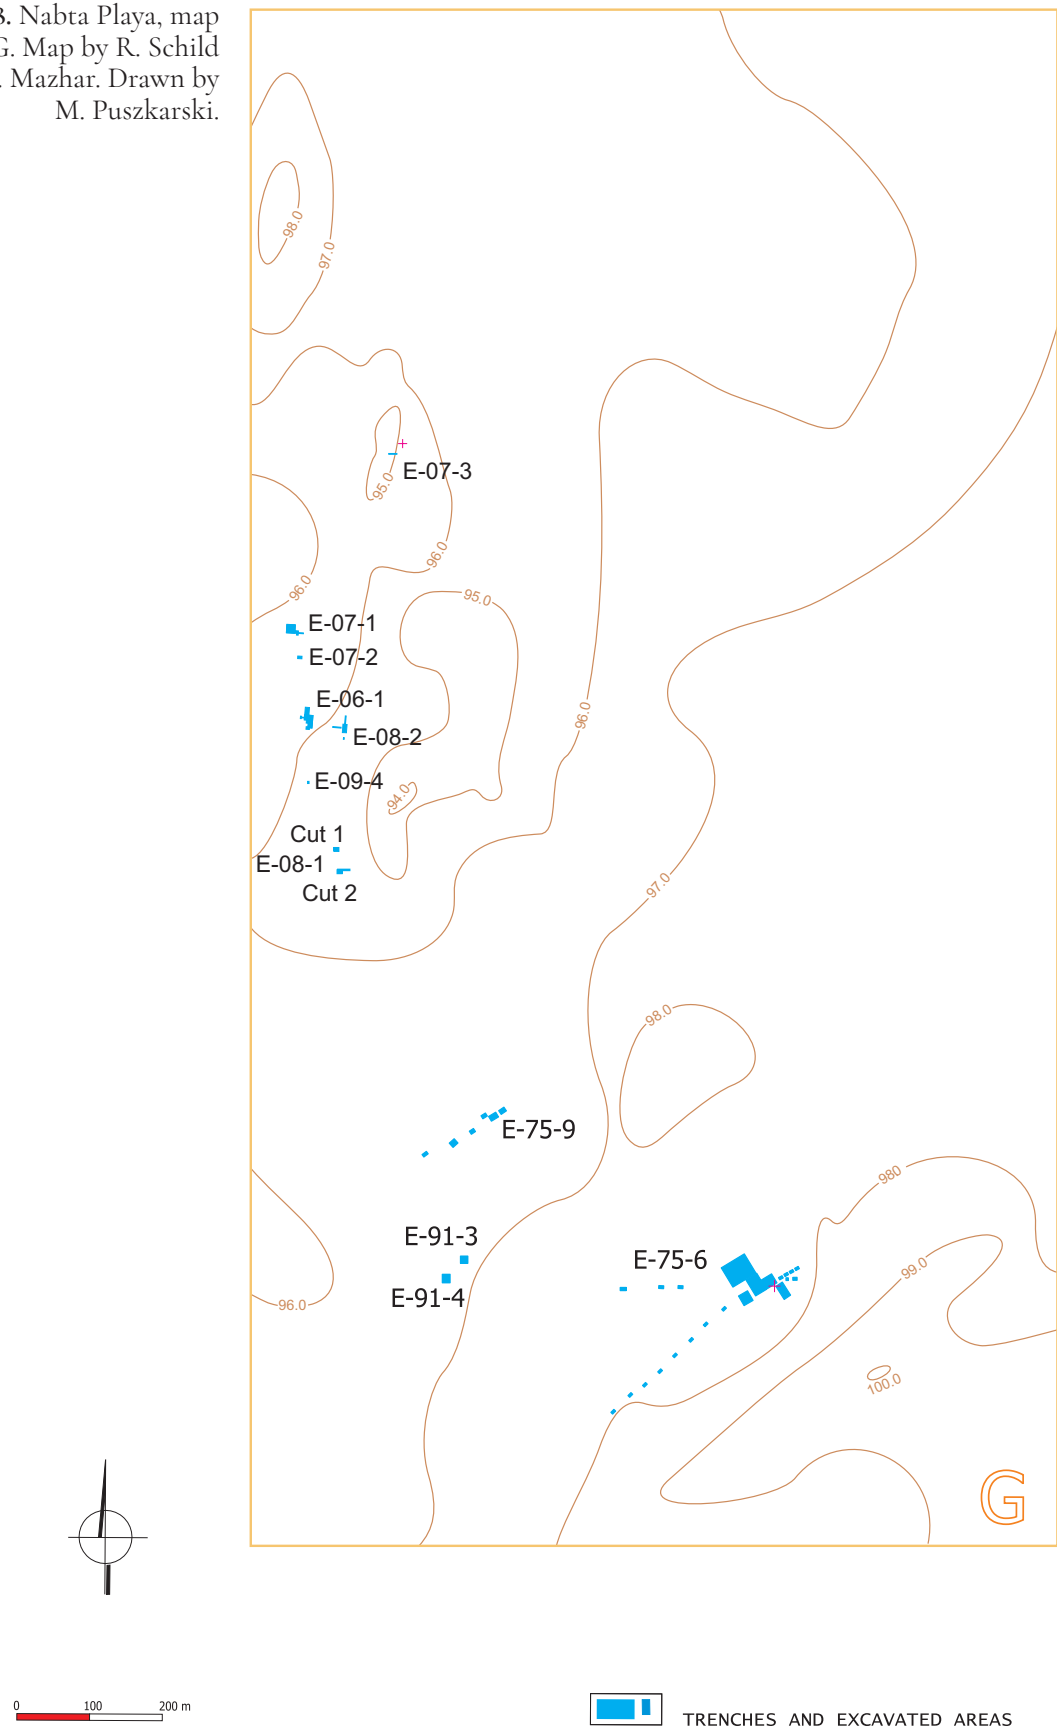 Nabta Playa, map
G. Map by R. Schild
Mazhar. Drawn by
M. Puszkarski.
98.0
97.0
E-07-3
95.0
96.0
96.0
95.0
E-07-1
E-07-2
E-06-1
96.0
E-08-2
E-09-4
94.0
Cut 1
E-08-1
Cut 2
97.0
98.0
E-75-9
980
E-91-3
E-75-6
99.0
E-91-4
96.0
100.0
G
0 100 200 m
TRENCHES AND EXCAVATED AREAS